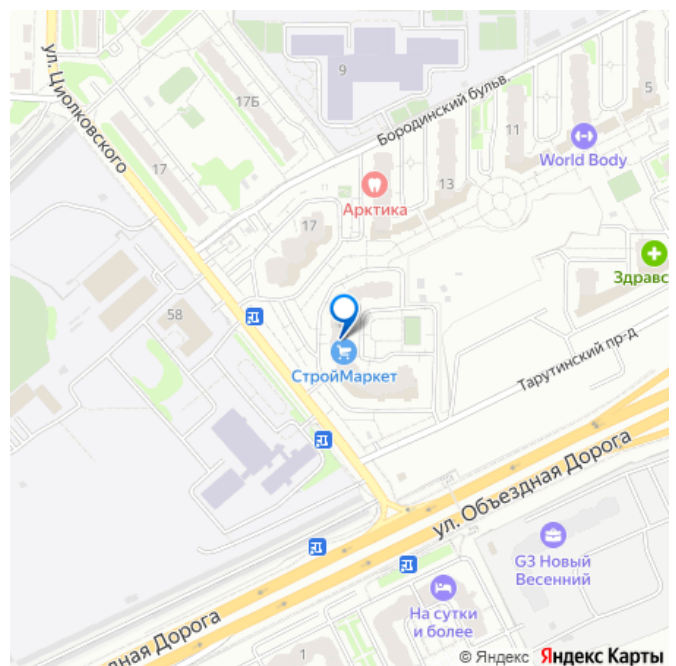 ул. Циолковского
9
17Б
5
Бородинский бульв.
11
World Body
17
13
Арктика
17
Здравс
58
СтройМаркет
Тарутинский пр-д
ул. Объездная Дорога
G3 Новый
Весенний
На сутки
и более
здная Дорога
1
© Яндекс Яндекс Карты